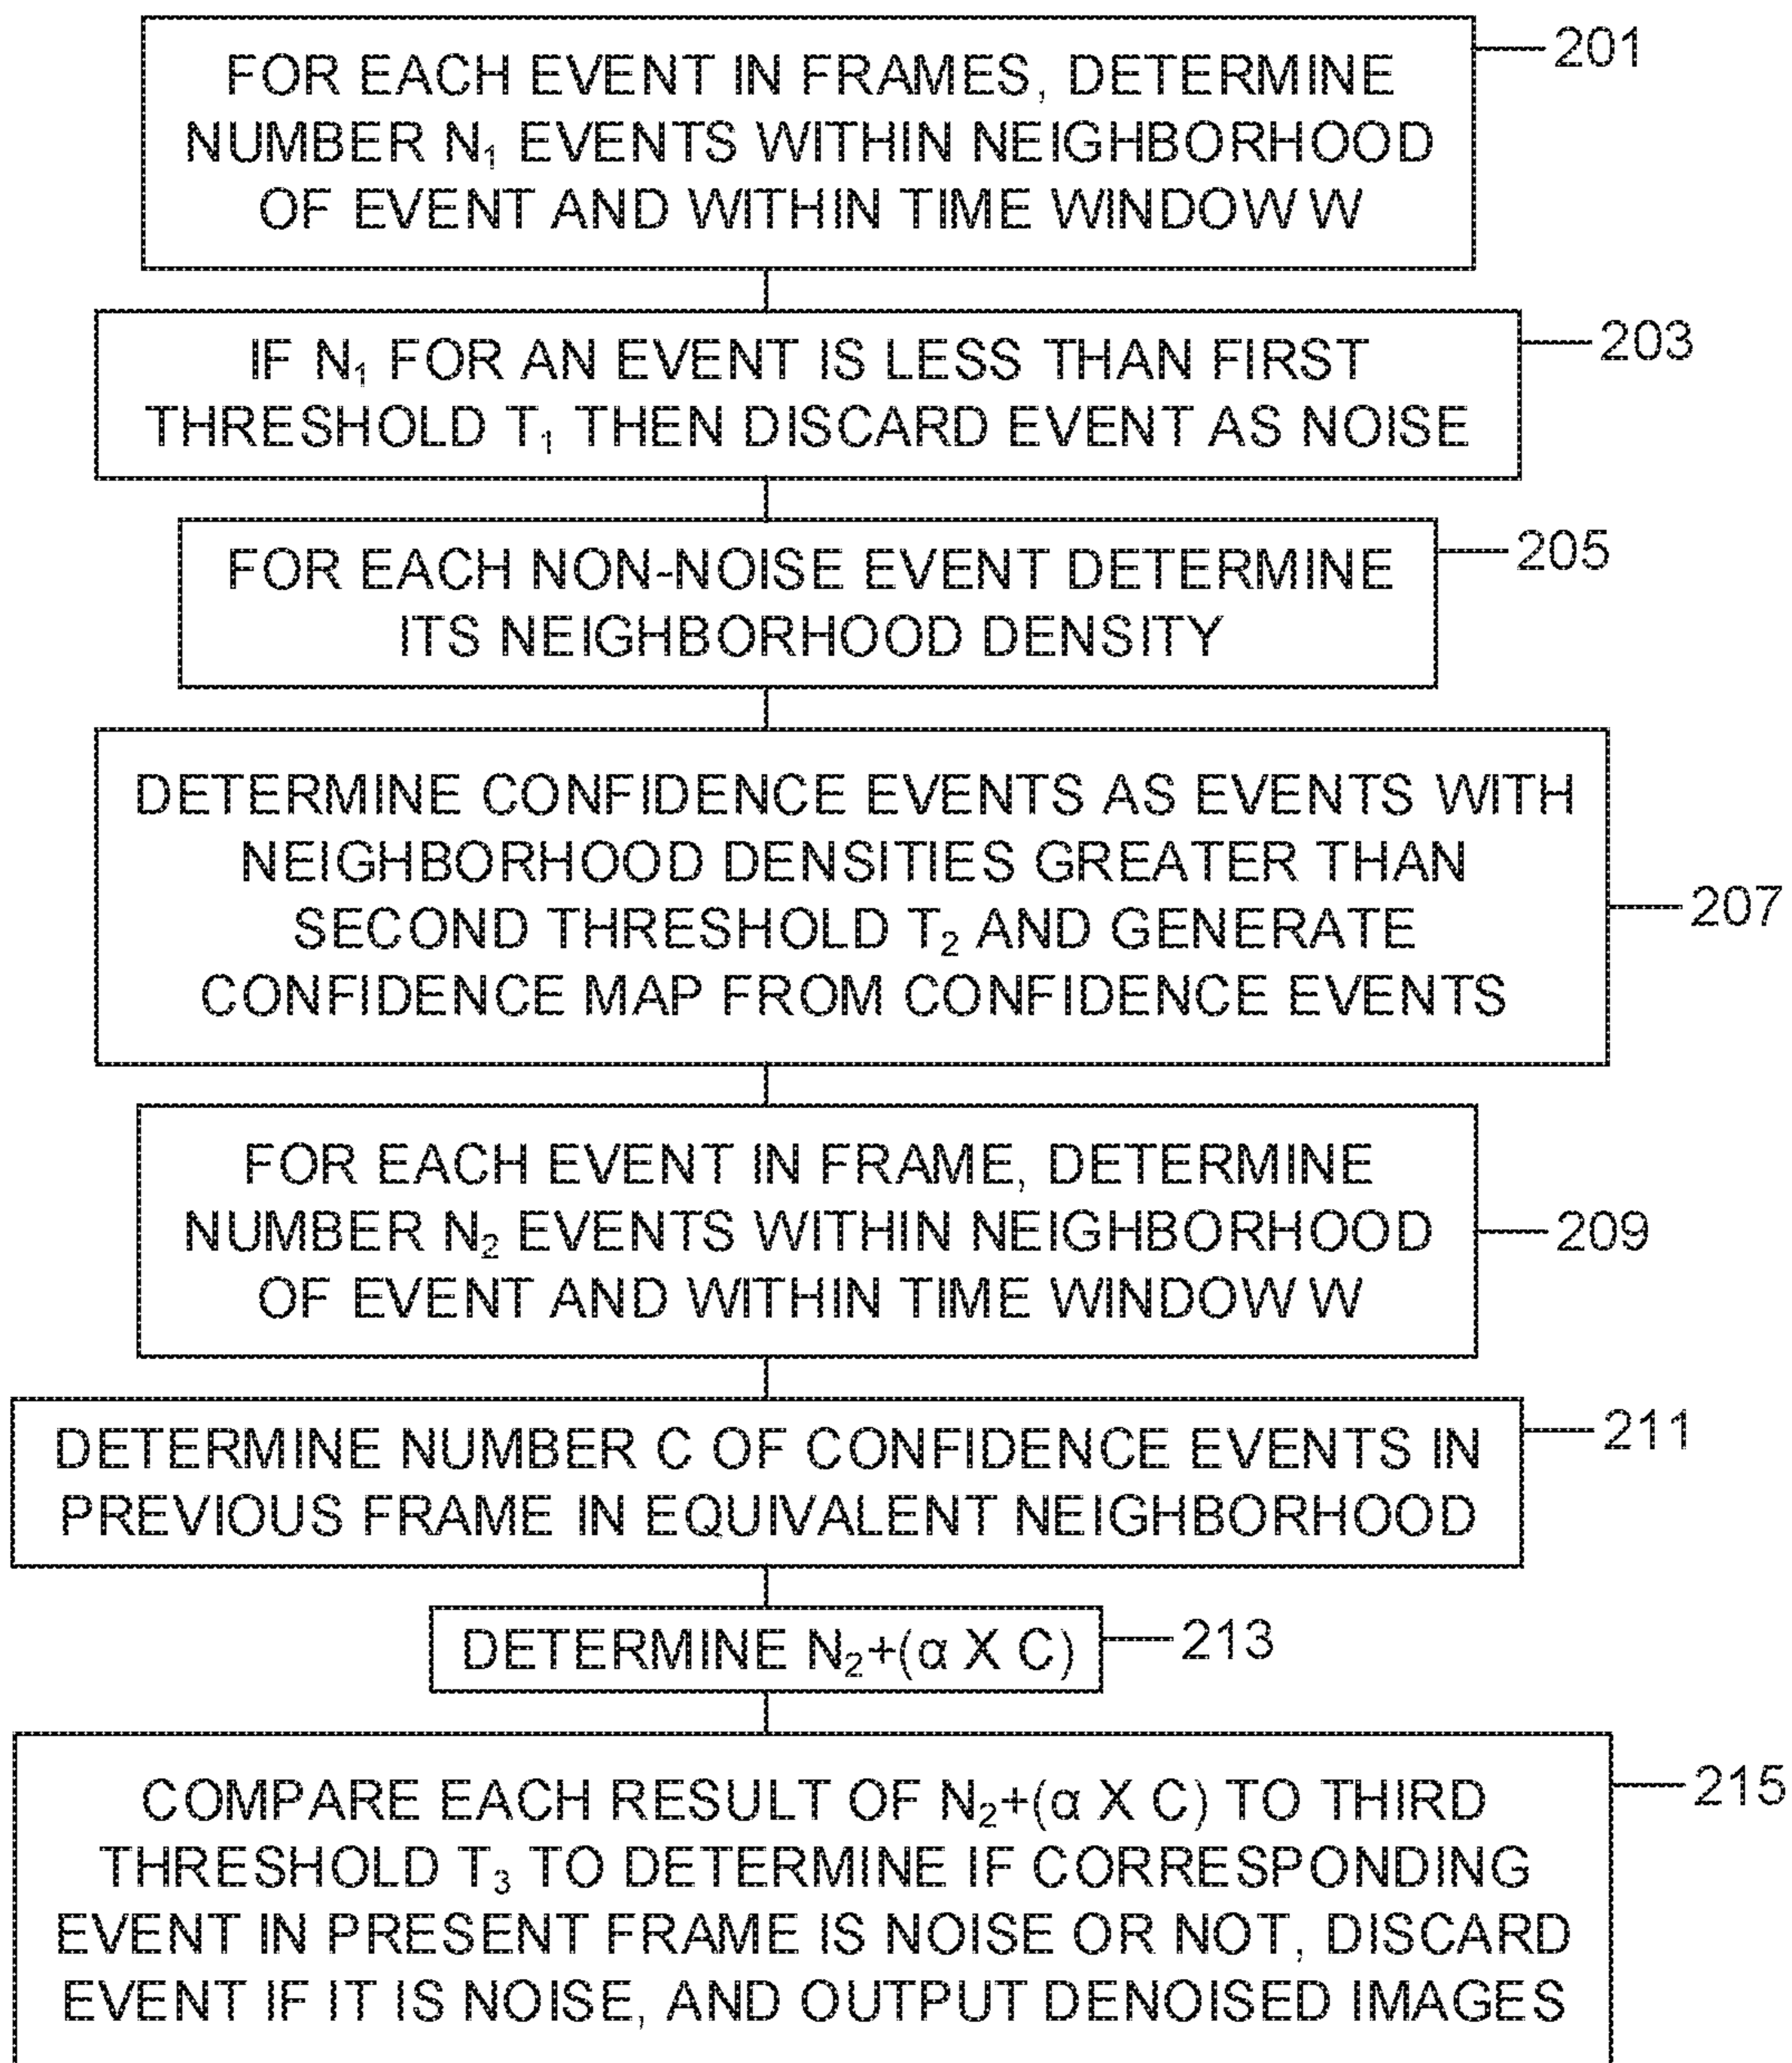 FOR EACH EVENT IN FRAMES, DETERMINE
NUMBER N₁ EVENTS WITHIN NEIGHBORHOOD
OF EVENT AND WITHIN TIME WINDOW W
201
IF N₁ FOR AN EVENT IS LESS THAN FIRST
THRESHOLD T₁ THEN DISCARD EVENT AS NOISE
203
FOR EACH NON-NOISE EVENT DETERMINE
ITS NEIGHBORHOOD DENSITY
205
DETERMINE CONFIDENCE EVENTS AS EVENTS WITH
NEIGHBORHOOD DENSITIES GREATER THAN
SECOND THRESHOLD T₂ AND GENERATE
CONFIDENCE MAP FROM CONFIDENCE EVENTS
207
FOR EACH EVENT IN FRAME, DETERMINE
NUMBER N₂ EVENTS WITHIN NEIGHBORHOOD
OF EVENT AND WITHIN TIME WINDOW W
209
DETERMINE NUMBER C OF CONFIDENCE EVENTS IN
PREVIOUS FRAME IN EQUIVALENT NEIGHBORHOOD
211
DETERMINE N₂+(α X C)
213
COMPARE EACH RESULT OF N₂+(α X C) TO THIRD
THRESHOLD T₃ TO DETERMINE IF CORRESPONDING
EVENT IN PRESENT FRAME IS NOISE OR NOT, DISCARD
EVENT IF IT IS NOISE, AND OUTPUT DENOISED IMAGES
215